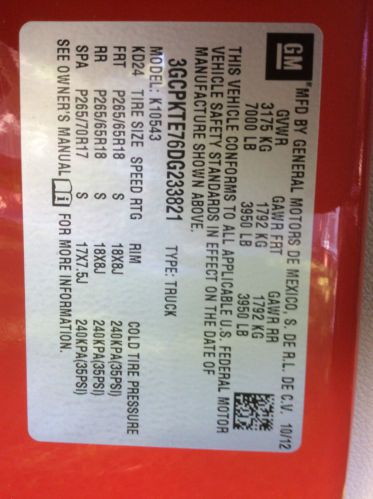 GM
*MFD BY GENERAL MOTORS DE MEXICO, S. DE R.L. DE C.V. 10/12
GVWR GAWR FRT GAWR RR
3175 KG 1792 KG 1792 KG
7000 LB 3950 LB 3950 LB
THIS VEHICLE CONFORMS TO ALL APPLICABLE U.S. FEDERAL MOTOR
VEHICLE SAFETY STANDARDS IN EFFECT ON THE DATE OF
MANUFACTURE SHOWN ABOVE.
3GCPKTE76DG233821 TYPE: TRUCK
MODEL: K10543
KD24 TIRE SIZE SPEED RTG RIM COLD TIRE PRESSURE
FRT P265/65R18 S 18X8J 240KPA(35PSI)
RR P265/65R18 S 18X8J 240KPA(35PSI)
SPA P265/70R17 S 17X7.5J 240KPA(35PSI)
SEE OWNER'S MANUAL FOR MORE INFORMATION.